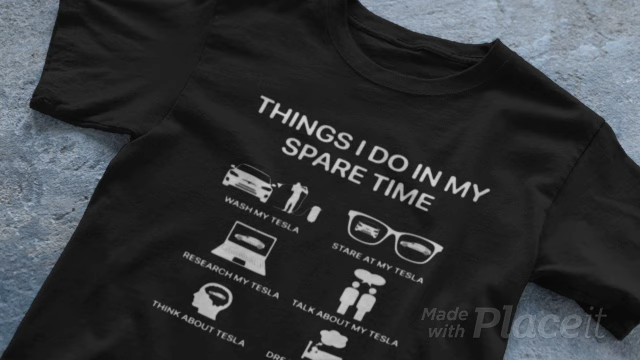 THINGS I DO IN MY
SPARE TIME
WASH MY TESLA
STARE AT MY TESLA
RESEARCH MY TESLA
TALK ABOUT MY TESLA
THINK ABOUT TESLA
Made
with Placeit